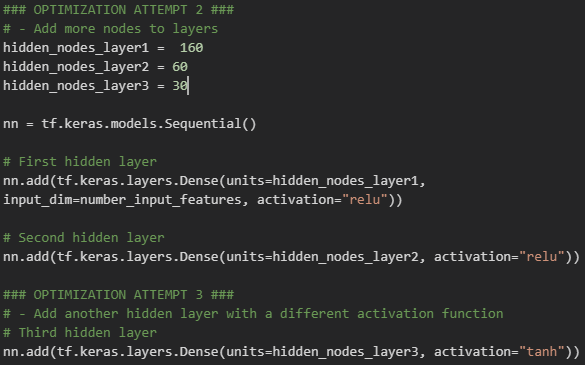 ### OPTIMIZATION ATTEMPT 2 ###
# - Add more nodes to layers
hidden_nodes_layer1 =  160
hidden_nodes_layer2 = 60
hidden_nodes_layer3 = 30
nn = tf.keras.models.Sequential()
# First hidden layer
nn.add(tf.keras.layers.Dense(units=hidden_nodes_layer1,
input_dim=number_input_features, activation="relu"))
# Second hidden layer
nn.add(tf.keras.layers.Dense(units=hidden_nodes_layer2, activation="relu"))
### OPTIMIZATION ATTEMPT 3 ###
# - Add another hidden layer with a different activation function
# Third hidden layer
nn.add(tf.keras.layers.Dense(units=hidden_nodes_layer3, activation="tanh"))